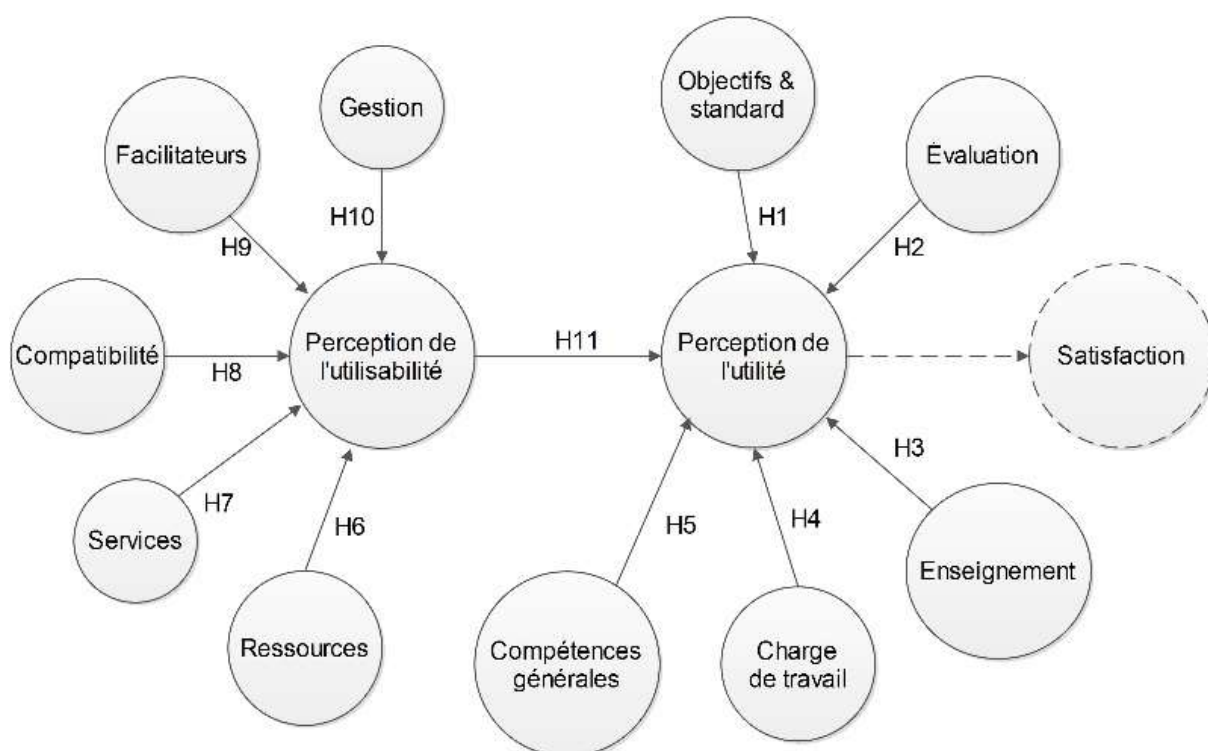 Objectifs &
standard
Gestion
Facilitateurs
Évaluation
H10
H1
H9
H2
Compatibilité
H8
Perception de
l'utilisabilité
H11
Perception de
l'utilité
Satisfaction
H7
H6
H5
H4
H3
Services
Ressources
Compétences
générales
Charge
de travail
Enseignement